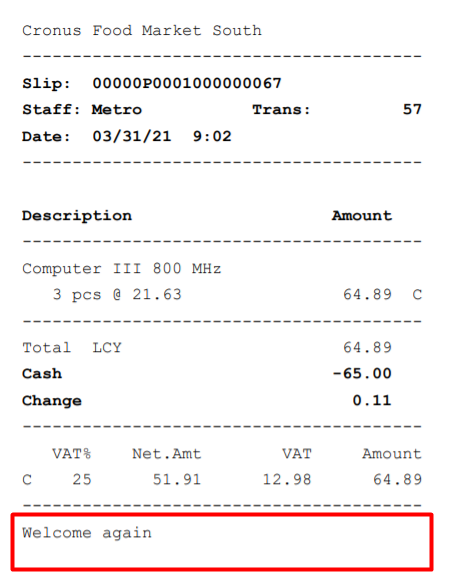 Cronus Food Market South
----------------------------------------
Slip: 00000P0001000000067
Staff: Metro Trans: 57
Date: 03/31/21 9:02
----------------------------------------
Description Amount
----------------------------------------
Computer III 800 MHz
3 pcs @ 21.63 64.89 C
----------------------------------------
Total LCY 64.89
Cash -65.00
Change 0.11
----------------------------------------
VAT% Net.Amt VAT Amount
C 25 51.91 12.98 64.89
----------------------------------------
Welcome again